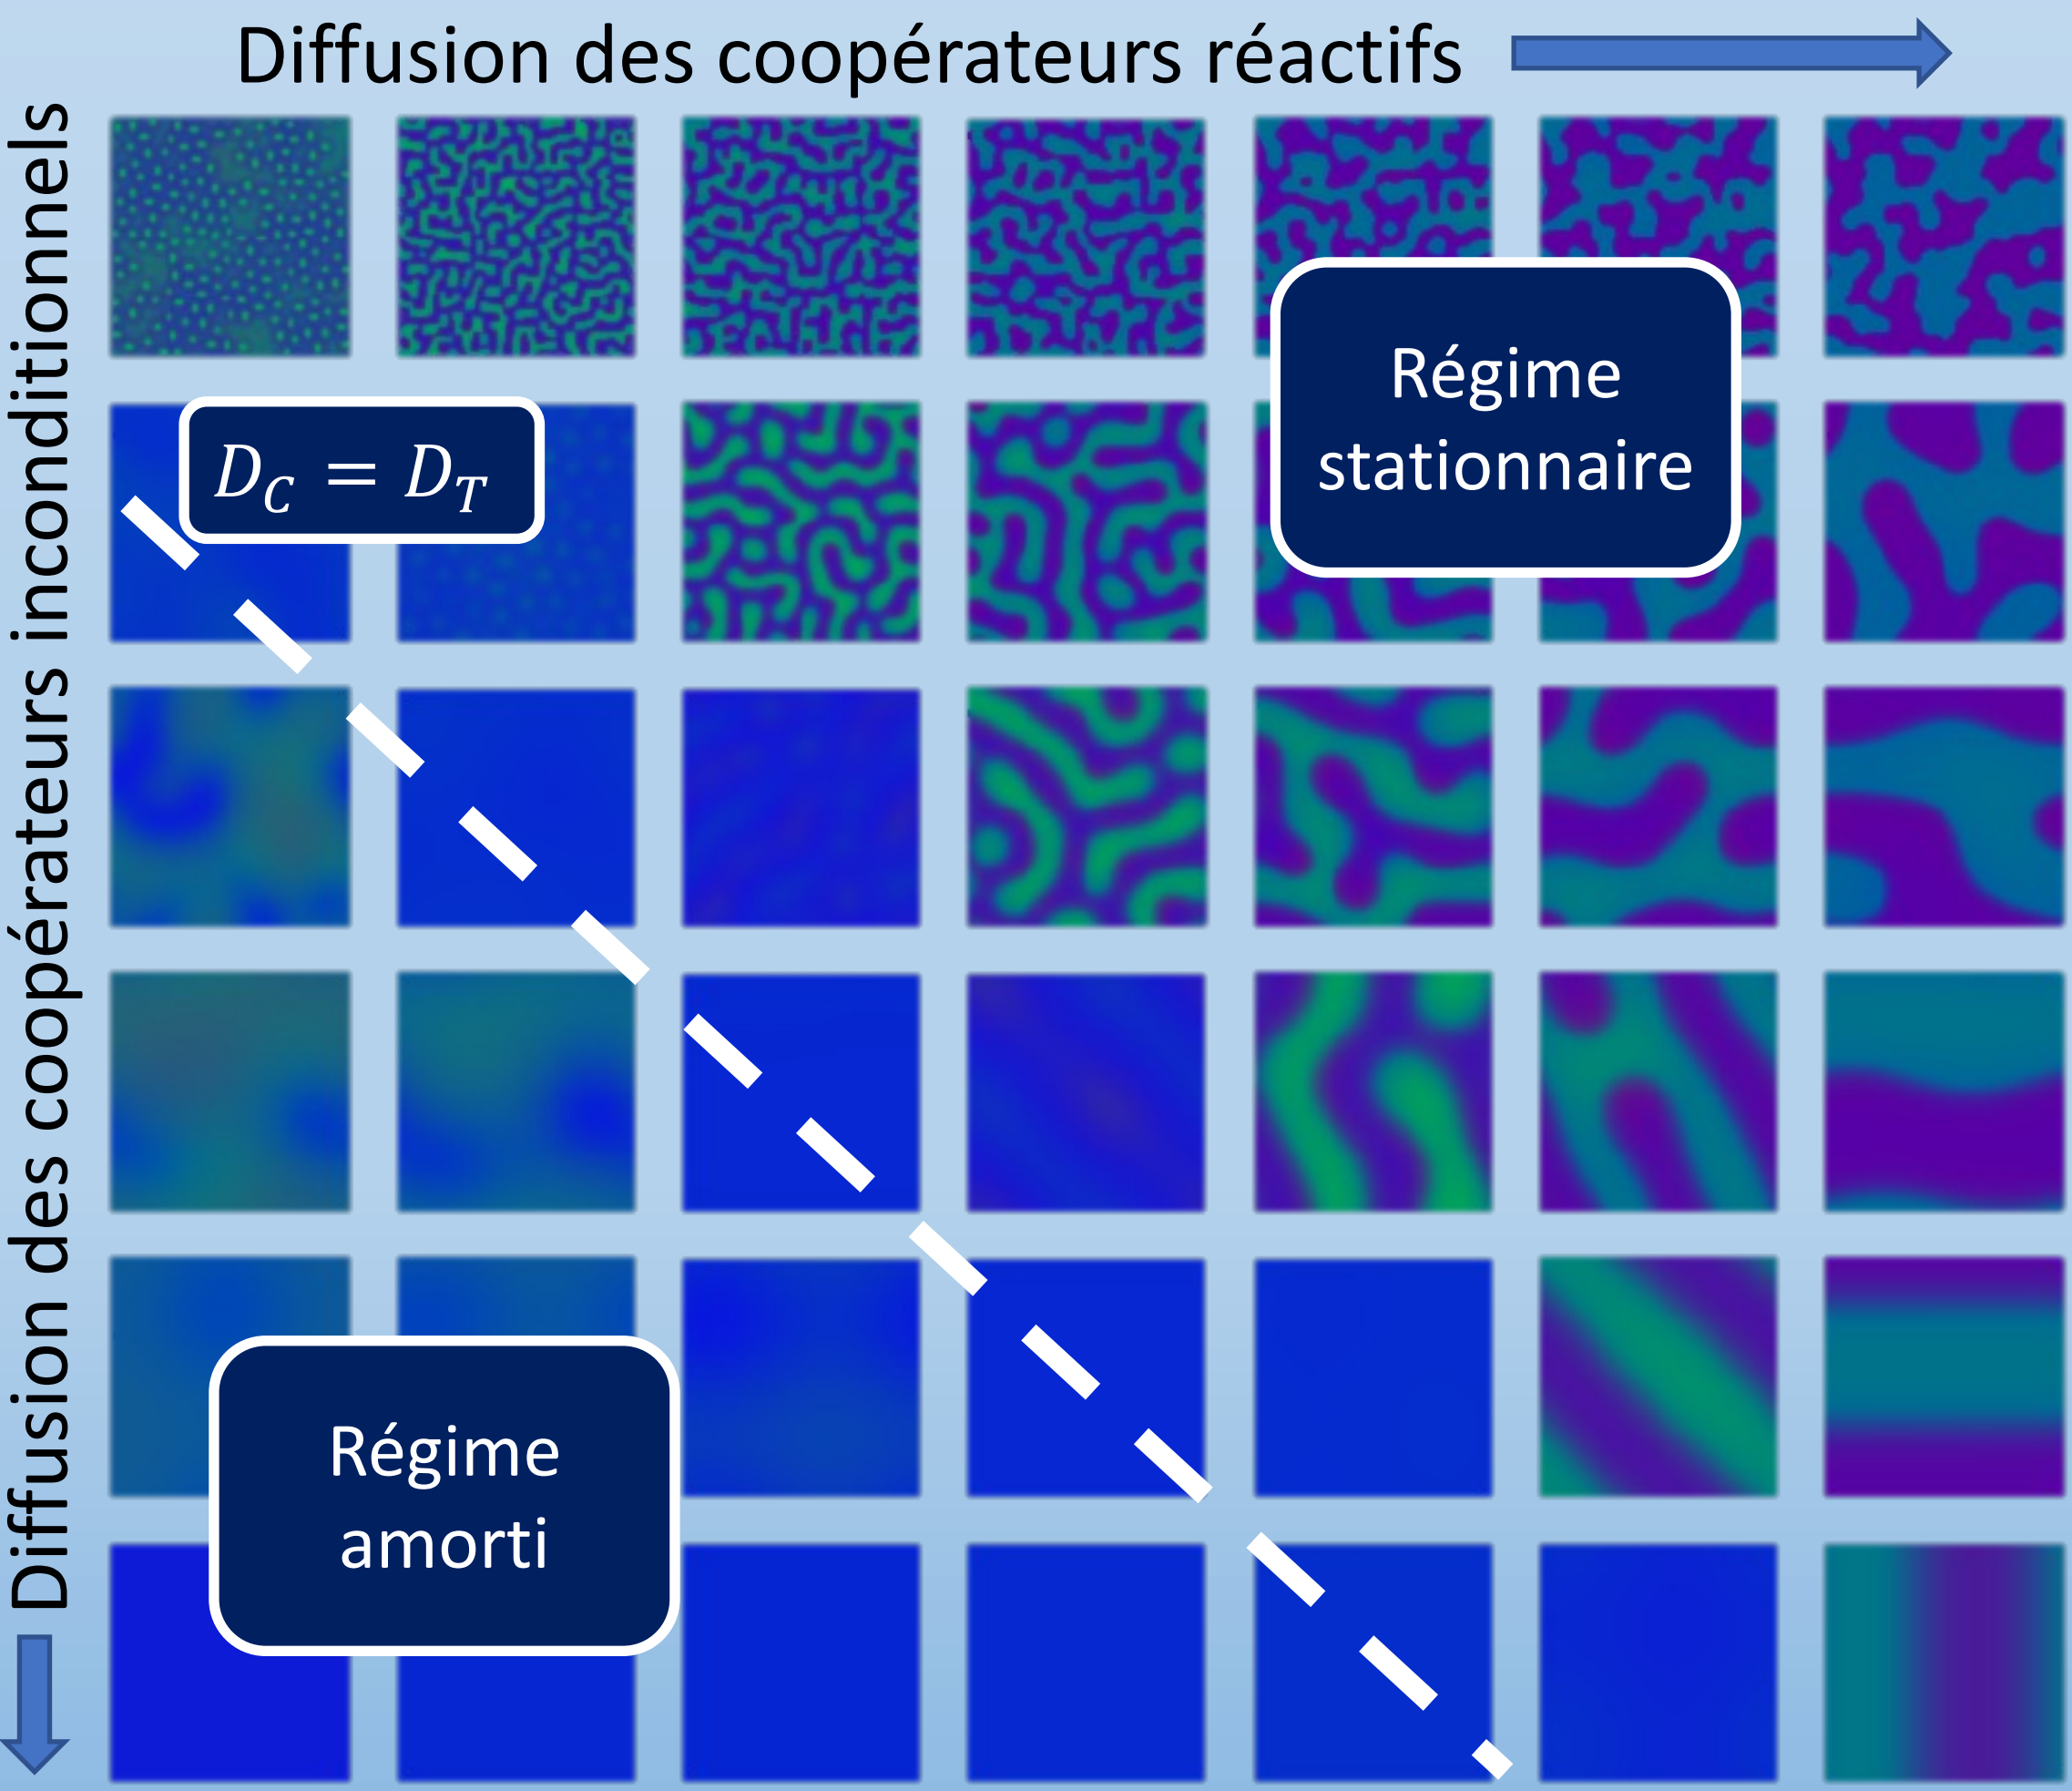 Diffusion des coopérateurs réactifs
Diffusion des coopérateurs inconditionnels
D_C = D_T
Régime
stationnaire
Régime
amorti